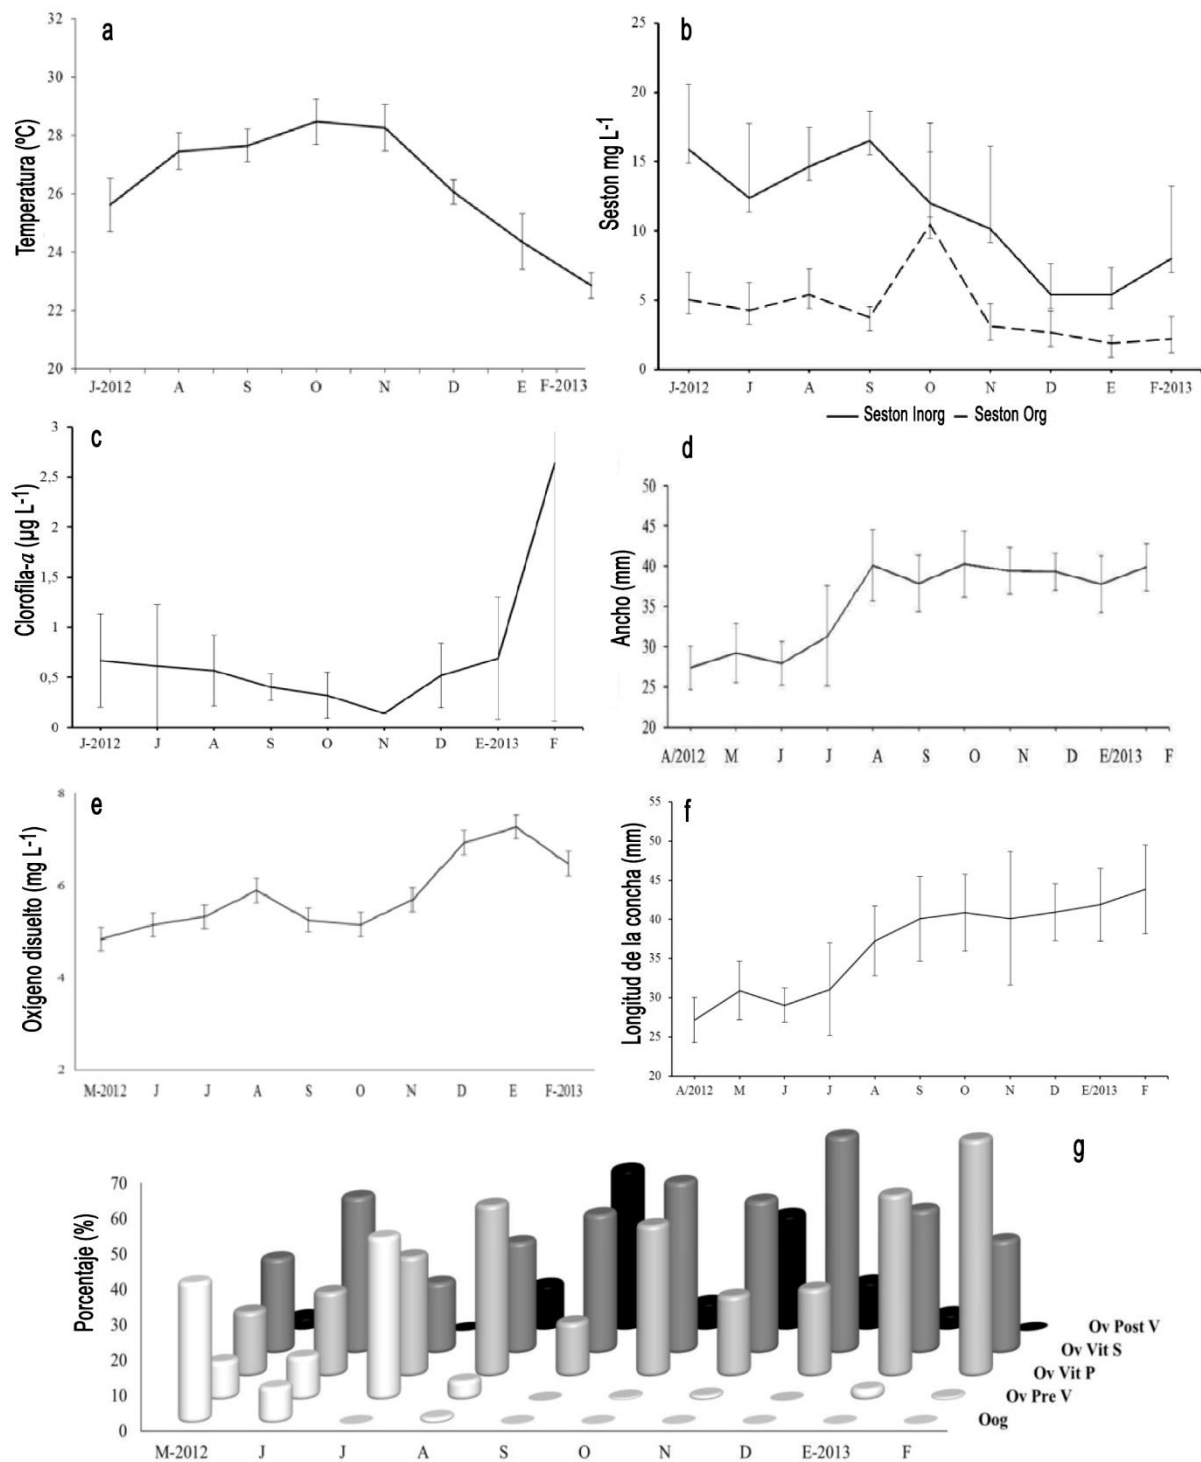 a
Temperatura (ºC)
32
30
28
26
24
22
20
J-2012 A S O N D E F-2013
b
Seston mg L-1
25
20
15
10
5
0
J-2012 J A S O N D E F-2013
Seston Inorg Seston Org
c
Clorofila-a (µg L-1)
3
2,5
2
1,5
1
0,5
0
J-2012 J A S O N D E-2013 F
d
Ancho (mm)
50
45
40
35
30
25
20
A/2012 M J J A S O N D E/2013 F
e
Oxígeno disuelto (mg L-1)
8
6
4
2
M-2012 J J A S O N D E F-2013
f
Longitud de la concha (mm)
55
50
45
40
35
30
25
20
A/2012 M J J A S O N D E/2013 F
g
Porcentaje (%)
70
60
50
40
30
20
10
0
Ov Post V
Ov Vit S
Ov Vit P
Ov Pre V
Oog
M-2012 J J A S O N D E-2013 F